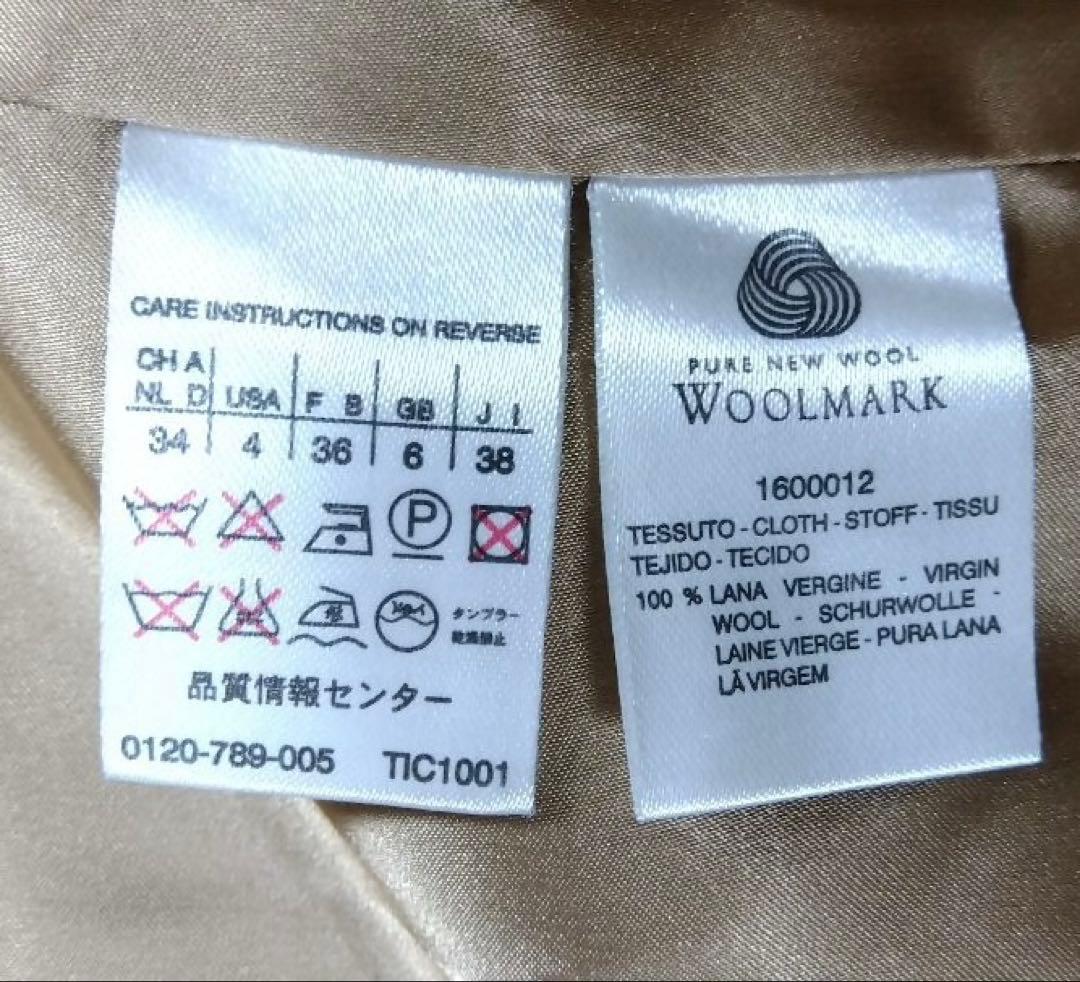 CARE INSTRUCTIONS ON REVERSE
CH A
NL D USA F B GB J I
34 4 36 6 38
P
タンプラー
乾燥禁止
品質情報センター
0120-789-005 TIC1001
PURE NEW WOOL
WOOLMARK
1600012
TESSUTO - CLOTH - STOFF - TISSU
TEJIDO - TECIDO
100 % LANA VERGINE - VIRGIN
WOOL - SCHURWOLLE -
LAINE VIERGE - PURA LANA
LÃ VIRGEM